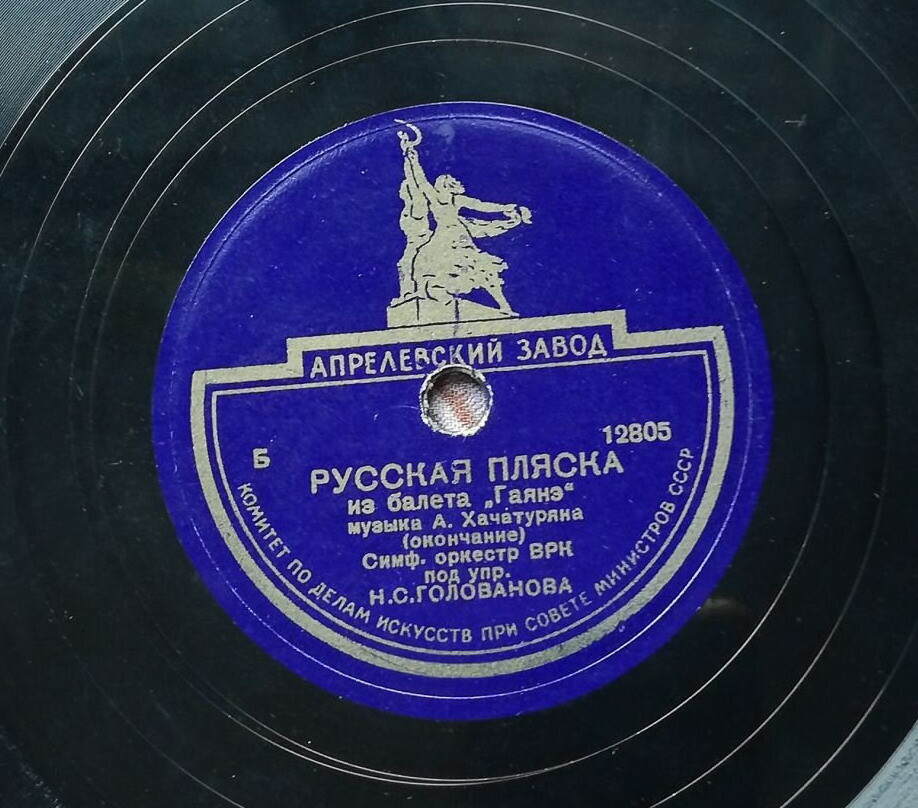 АПРЕЛЕВСКИЙ ЗАВОД
Б 12805
РУССКАЯ ПЛЯСКА
из балета „Гаянэ“
музыка А. Хачатуряна
(окончание)
Симф. оркестр ВРК
под упр.
Н.С.ГОЛОВАНОВА
КОМИТЕТ ПО ДЕЛАМ ИСКУССТВ ПРИ СОВЕТЕ МИНИСТРОВ СССР